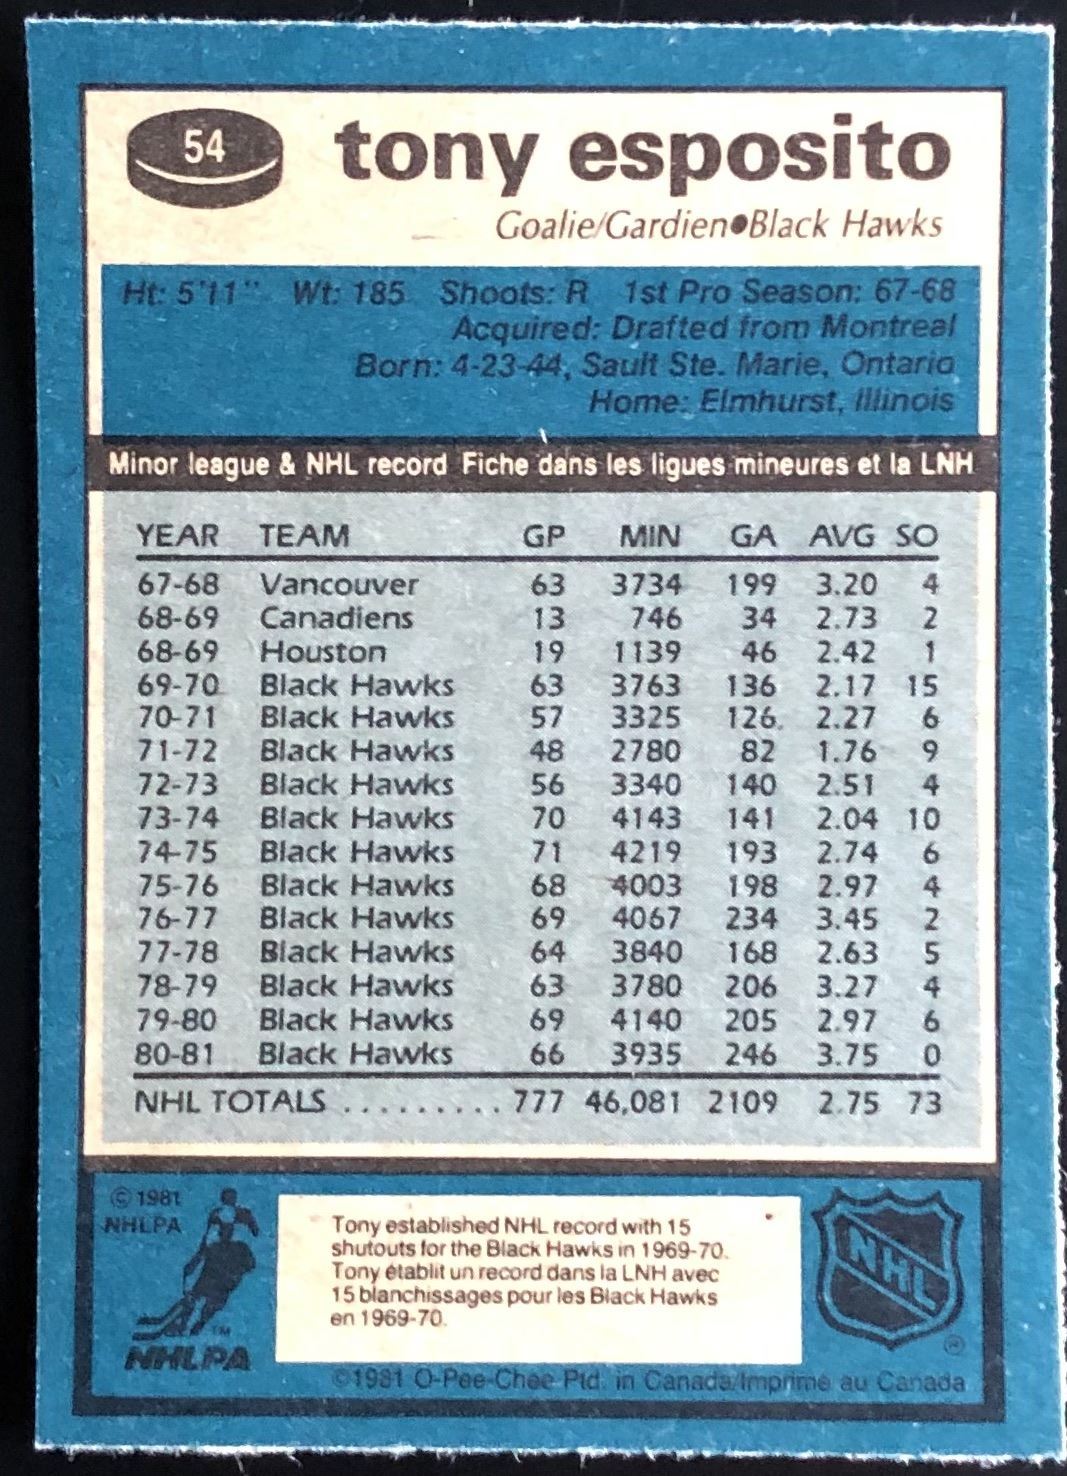 54
tony esposito
Goalie/Gardien●Black Hawks
Ht: 5'11" Wt: 185 Shoots: R 1st Pro Season: 67-68
Acquired: Drafted from Montreal
Born: 4-23-44, Sault Ste. Marie, Ontario
Home: Elmhurst, Illinois
Minor league & NHL record Fiche dans les ligues mineures et la LNH
YEAR TEAM GP MIN GA AVG SO
67-68 Vancouver 63 3734 199 3.20 4
68-69 Canadiens 13 746 34 2.73 2
68-69 Houston 19 1139 46 2.42 1
69-70 Black Hawks 63 3763 136 2.17 15
70-71 Black Hawks 57 3325 126 2.27 6
71-72 Black Hawks 48 2780 82 1.76 9
72-73 Black Hawks 56 3340 140 2.51 4
73-74 Black Hawks 70 4143 141 2.04 10
74-75 Black Hawks 71 4219 193 2.74 6
75-76 Black Hawks 68 4003 198 2.97 4
76-77 Black Hawks 69 4067 234 3.45 2
77-78 Black Hawks 64 3840 168 2.63 5
78-79 Black Hawks 63 3780 206 3.27 4
79-80 Black Hawks 69 4140 205 2.97 6
80-81 Black Hawks 66 3935 246 3.75 0
NHL TOTALS .......... 777 46,081 2109 2.75 73
© 1981
NHLPA
Tony established NHL record with 15
shutouts for the Black Hawks in 1969-70.
Tony établit un record dans la LNH avec
15 blanchissages pour les Black Hawks
en 1969-70.
TM
NHLPA
NHL
®
©1981 O-Pee-Chee Ptd. in Canada/Imprimé au Canada